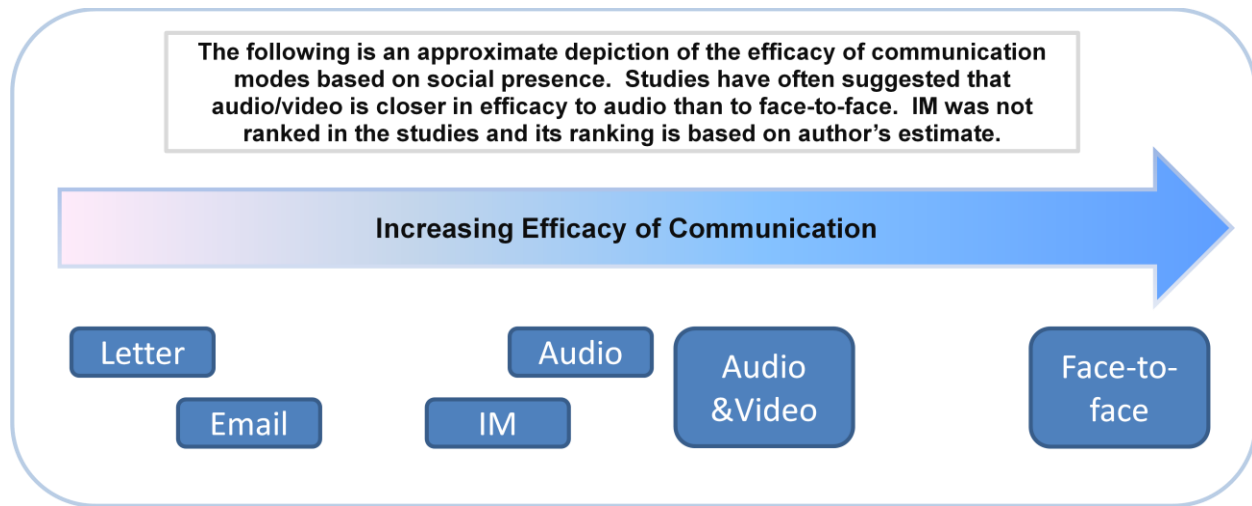 The following is an approximate depiction of the efficacy of communication
modes based on social presence.  Studies have often suggested that
audio/video is closer in efficacy to audio than to face-to-face.  IM was not
ranked in the studies and its ranking is based on author's estimate.
Increasing Efficacy of Communication
Letter
Email
IM
Audio
Audio
&Video
Face-to-
face